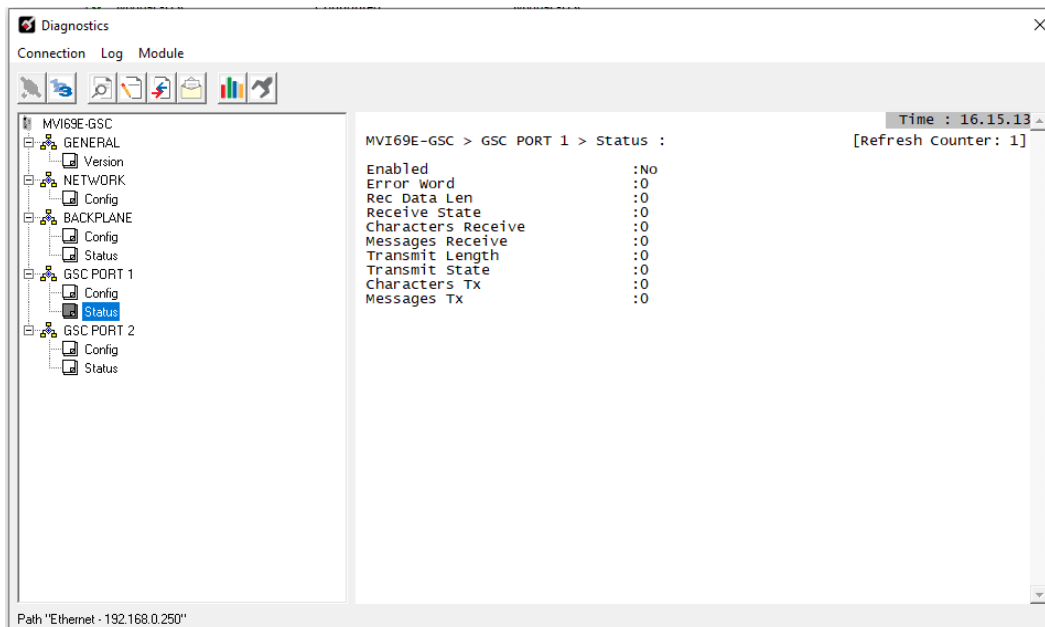 Diagnostics
Connection Log Module
MVI69E-GSC
GENERAL
Version
NETWORK
Config
BACKPLANE
Config
Status
GSC PORT 1
Config
Status
GSC PORT 2
Config
Status
Time : 16.15.13
MVI69E-GSC > GSC PORT 1 > Status : [Refresh Counter: 1]
Enabled :No
Error Word :0
Rec Data Len :0
Receive State :0
Characters Receive :0
Messages Receive :0
Transmit Length :0
Transmit State :0
Characters Tx :0
Messages Tx :0
Path "Ethernet - 192.168.0.250"